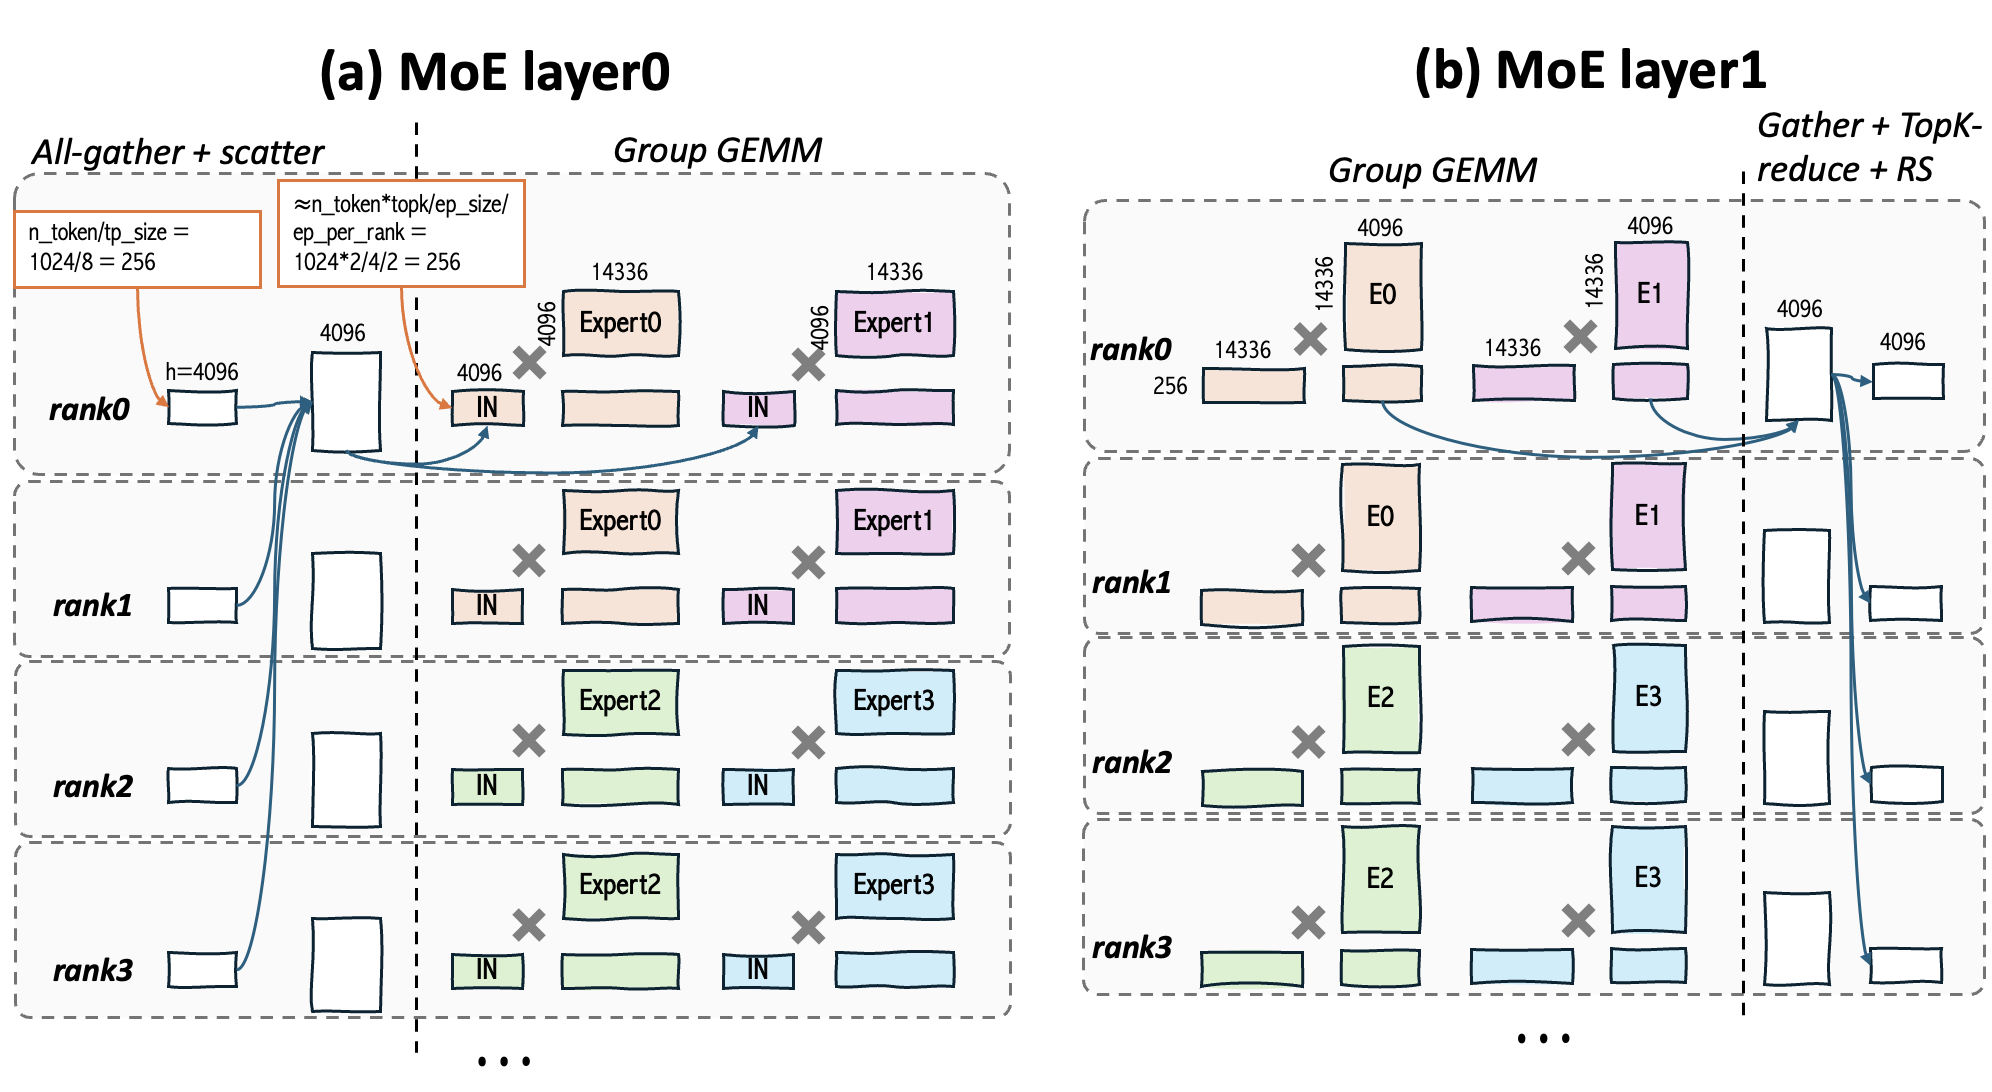 (a) MoE layer0
All-gather + scatter
Group GEMM
n_token/tp_size =
1024/8 = 256
≈n_token*topk/ep_size/
ep_per_rank =
1024*2/4/2 = 256
14336
14336
4096
Expert0
4096
Expert1
4096
h=4096
4096
rank0
IN
IN
Expert0
Expert1
rank1
IN
IN
Expert2
Expert3
rank2
IN
IN
Expert2
Expert3
rank3
IN
IN
...
(b) MoE layer1
Group GEMM
Gather + TopK-
reduce + RS
4096
4096
14336
E0
14336
E1
4096
rank0
14336
14336
4096
256
E0
E1
rank1
E2
E3
rank2
E2
E3
rank3
...